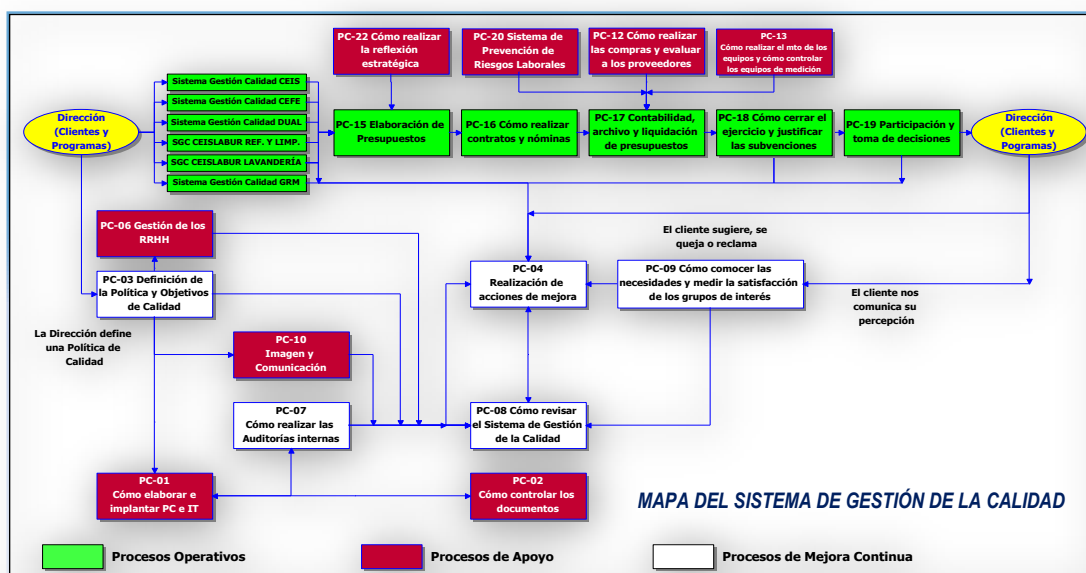 PC-22 Cómo realizar
la reflexión
estratégica
PC-20 Sistema de
Prevención de
Riesgos Laborales
PC-12 Cómo realizar
las compras y evaluar
a los proveedores
PC-13
Cómo realizar el mto de los
equipos y cómo controlar
los equipos de medición
Dirección
(Clientes y
Programas)
Sistema Gestión Calidad CEIS
Sistema Gestión Calidad CEFE
Sistema Gestión Calidad DUAL
SGC CEISLABUR REF. Y LIMP.
SGC CEISLABUR LAVANDERÍA
Sistema Gestión Calidad GRM
PC-15 Elaboración de
Presupuestos
PC-16 Cómo realizar
contratos y nóminas
PC-17 Contabilidad,
archivo y liquidación
de presupuestos
PC-18 Cómo cerrar el
ejercicio y justificar
las subvenciones
PC-19 Participación y
toma de decisiones
Dirección
(Clientes y
Pogramas)
PC-06 Gestión de los
RRHH
El cliente sugiere, se
queja o reclama
PC-03 Definición de
la Política y Objetivos
de Calidad
PC-04
Realización de
acciones de mejora
PC-09 Cómo comocer las
necesidades y medir la satisfacción
de los grupos de interés
El cliente nos
comunica su
percepción
La Dirección define
una Política de
Calidad
PC-10
Imagen y
Comunicación
PC-07
Cómo realizar las
Auditorías internas
PC-08 Cómo revisar
el Sistema de Gestión
de la Calidad
PC-01
Cómo elaborar e
implantar PC e IT
PC-02
Cómo controlar los
documentos
MAPA DEL SISTEMA DE GESTIÓN DE LA CALIDAD
Procesos Operativos
Procesos de Apoyo
Procesos de Mejora Continua